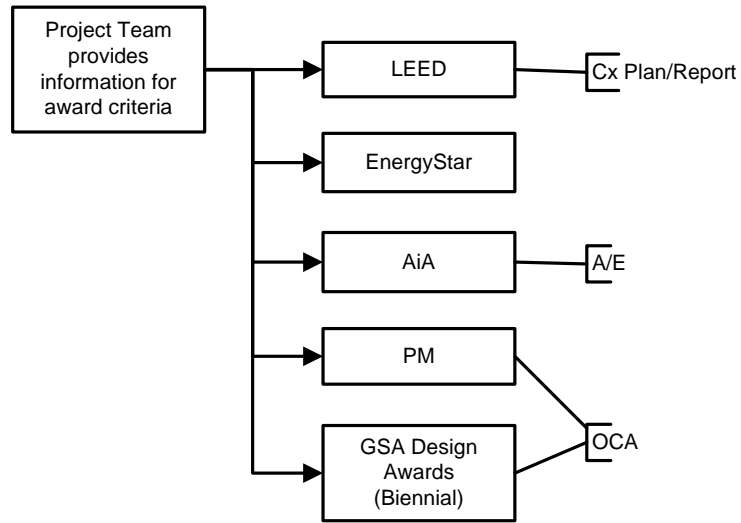 Project Team
provides
information for
award criteria
LEED
Cx Plan/Report
EnergyStar
AiA
A/E
PM
OCA
GSA Design
Awards
(Biennial)